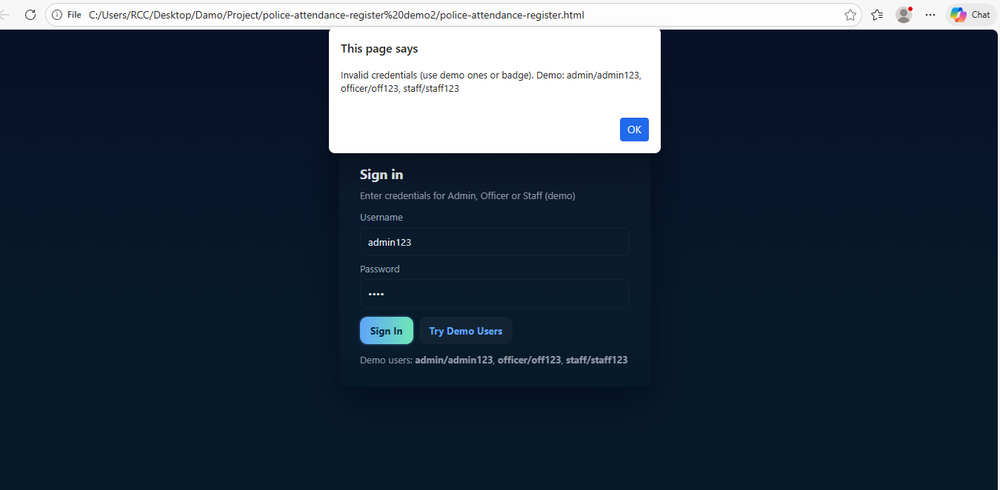 File C:/Users/RCC/Desktop/Damo/Project/police-attendance-register%20demo2/police-attendance-register.html
Chat
This page says
Invalid credentials (use demo ones or badge). Demo: admin/admin123,
officer/off123, staff/staff123
OK
Sign in
Enter credentials for Admin, Officer or Staff (demo)
Username
admin123
Password
••••
Sign In Try Demo Users
Demo users: admin/admin123, officer/off123, staff/staff123